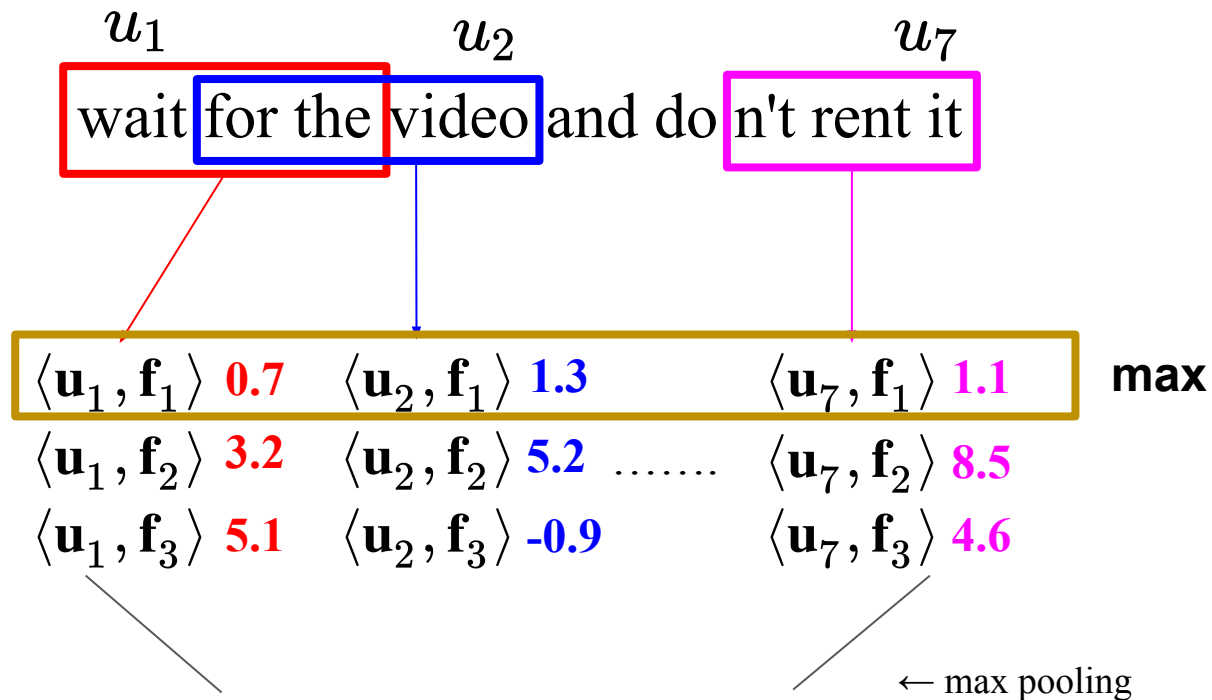 u₁ u₂ u₇
wait for the video and do n't rent it
⟨u₁, f₁⟩ 0.7 ⟨u₂, f₁⟩ 1.3 ⟨u₇, f₁⟩ 1.1 max
⟨u₁, f₂⟩ 3.2 ⟨u₂, f₂⟩ 5.2 ....... ⟨u₇, f₂⟩ 8.5
⟨u₁, f₃⟩ 5.1 ⟨u₂, f₃⟩ -0.9 ⟨u₇, f₃⟩ 4.6
← max pooling